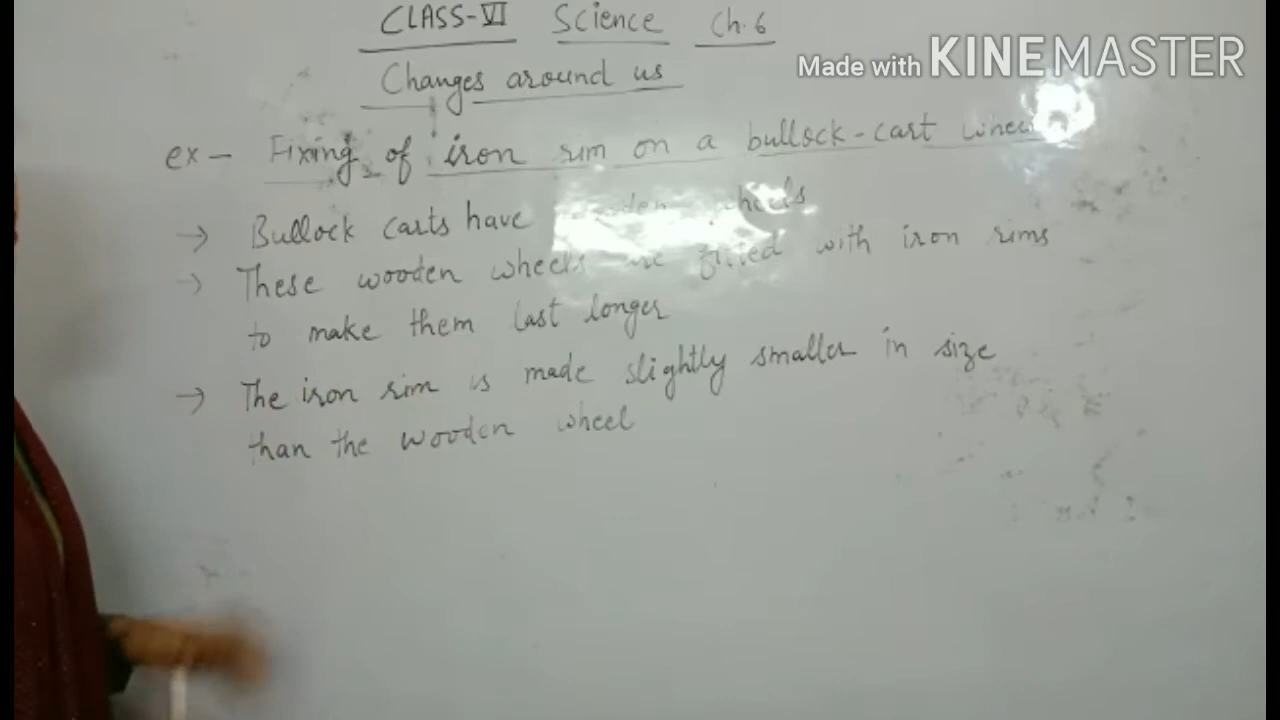 CLASS-VI Science Ch.6
Made with KINEMASTER
Changes around us
ex - Fixing of iron rim on a bullock-cart wheel
→ Bullock carts have wooden wheels
→ These wooden wheels are fitted with iron rims
to make them last longer
→ The iron rim is made slightly smaller in size
than the wooden wheel